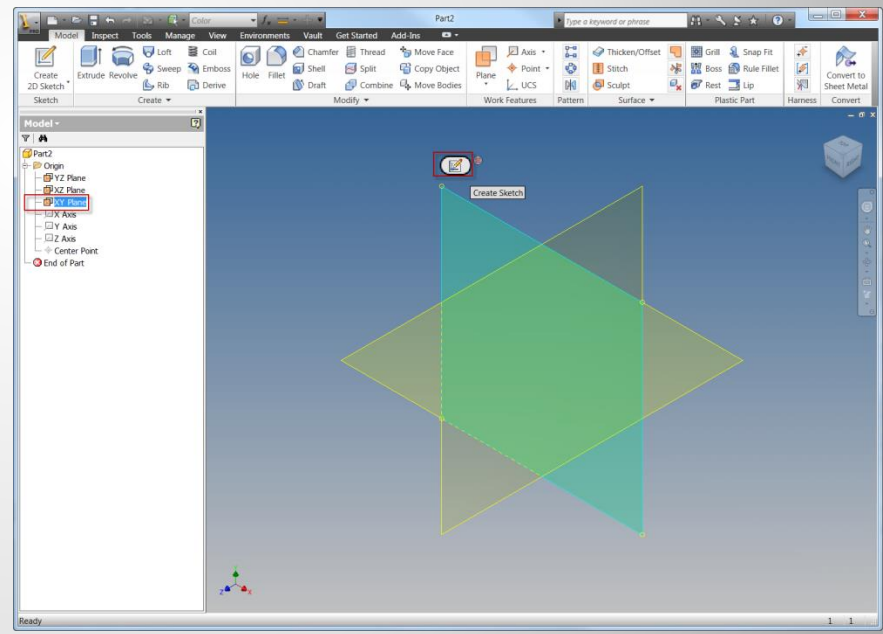 Color
Part2
Type a keyword or phrase
Model Inspect Tools Manage View Environments Vault Get Started Add-Ins
Create 2D Sketch
Extrude Revolve
Loft
Sweep
Rib
Coil
Emboss
Derive
Hole Fillet
Chamfer
Shell
Draft
Thread
Split
Combine
Move Face
Copy Object
Move Bodies
Plane
Axis
Point
UCS
Thicken/Offset
Stitch
Sculpt
Grill
Boss
Rest
Snap Fit
Rule Fillet
Lip
Convert to Sheet Metal
Sketch Create Modify Work Features Pattern Surface Plastic Part Harness Convert
Model
Part2
Origin
YZ Plane
XZ Plane
XY Plane
X Axis
Y Axis
Z Axis
Center Point
End of Part
Create Sketch
z x
Ready 1 1